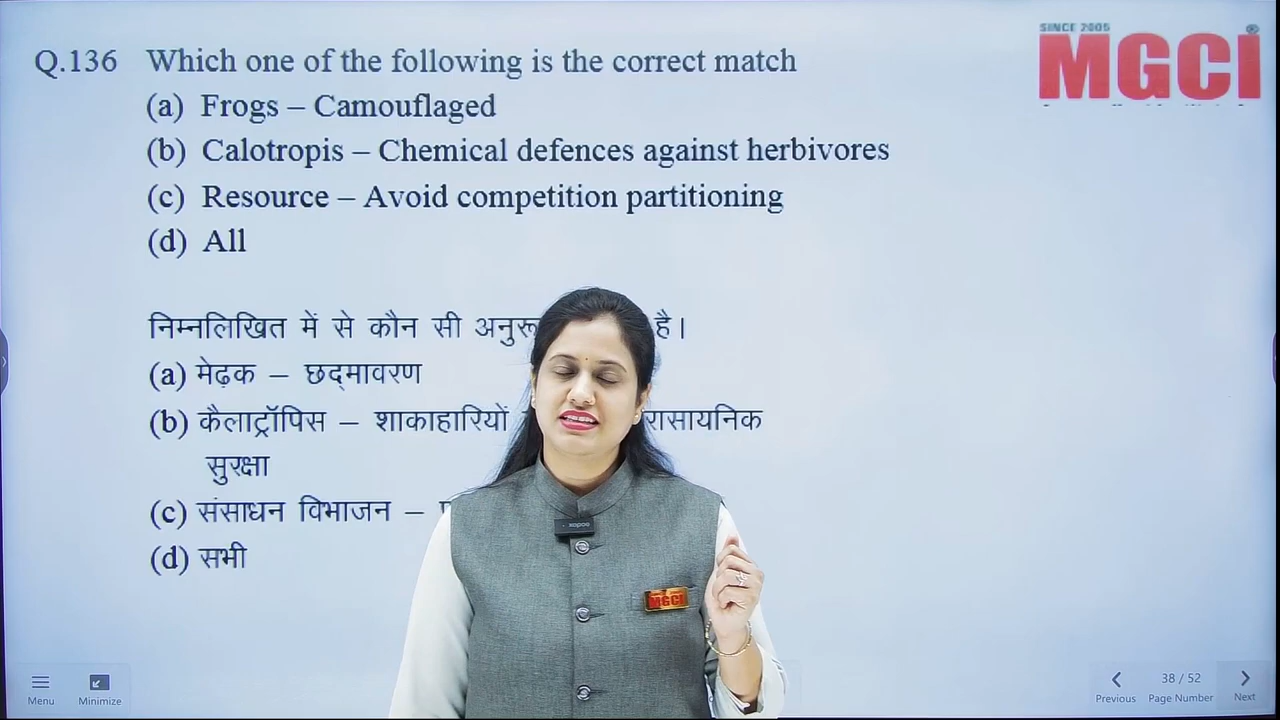 SINCE 2005
MGCI
Q.136 Which one of the following is the correct match
(a) Frogs – Camouflaged
(b) Calotropis – Chemical defences against herbivores
(c) Resource – Avoid competition partitioning
(d) All
निम्नलिखित में से कौन सी है।
(a) मेढ़क – छद्मावरण
(b) कैलाट्रॉपिस – शाकाहारियों रासायनिक
सुरक्षा
(c) संसाधन विभाजन –
(d) सभी
MGCI
Menu
Minimize
38 / 52
Previous
Page Number
Next